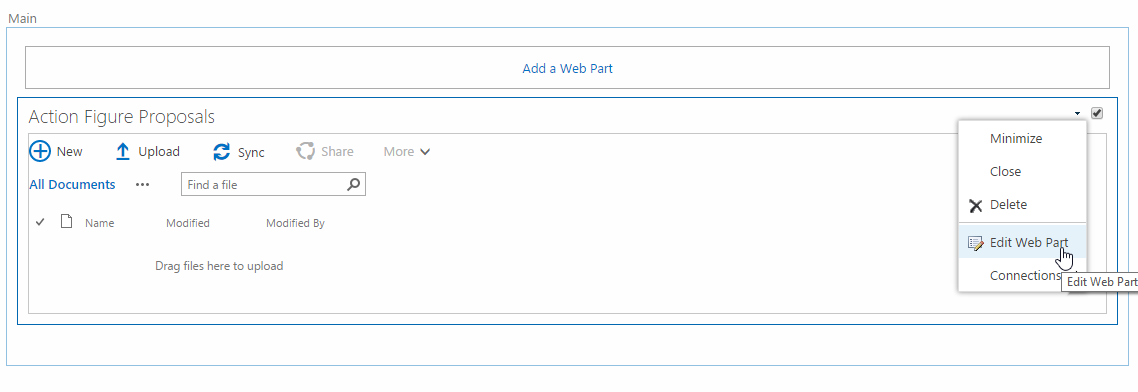 Main
Add a Web Part
Action Figure Proposals
Minimize
New Upload Sync Share More
Close
All Documents ••• Find a file
Delete
Name Modified Modified By
Edit Web Part
Drag files here to upload
Connections
Edit Web Part